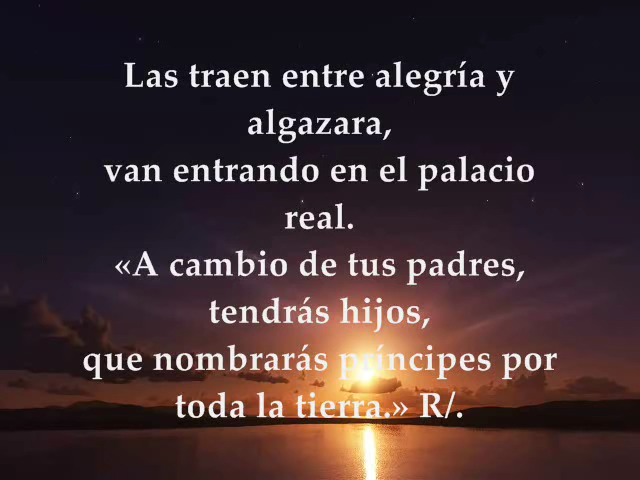 Las traen entre alegría y
algazara,
van entrando en el palacio
real.
«A cambio de tus padres,
tendrás hijos,
que nombrarás príncipes por
toda la tierra.» R/.